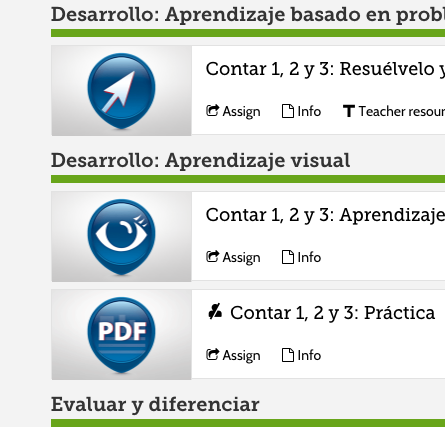 Desarrollo: Aprendizaje basado en prob
Contar 1, 2 y 3: Resuélvelo y
Assign Info Teacher resour
Desarrollo: Aprendizaje visual
Contar 1, 2 y 3: Aprendizaje
Assign Info
PDF
Contar 1, 2 y 3: Práctica
Assign Info
Evaluar y diferenciar